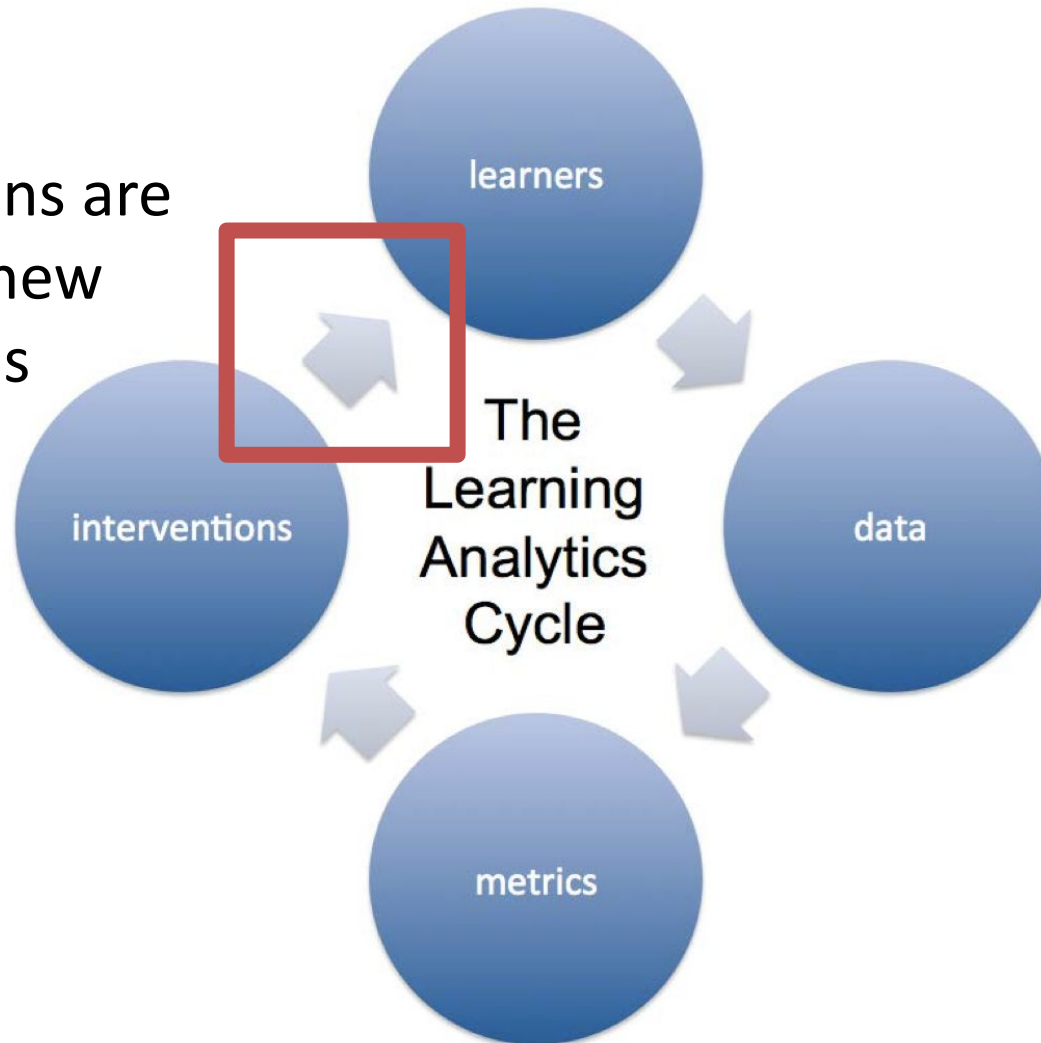 learners
ns are
new
s
The
Learning
Analytics
Cycle
interventions
data
metrics